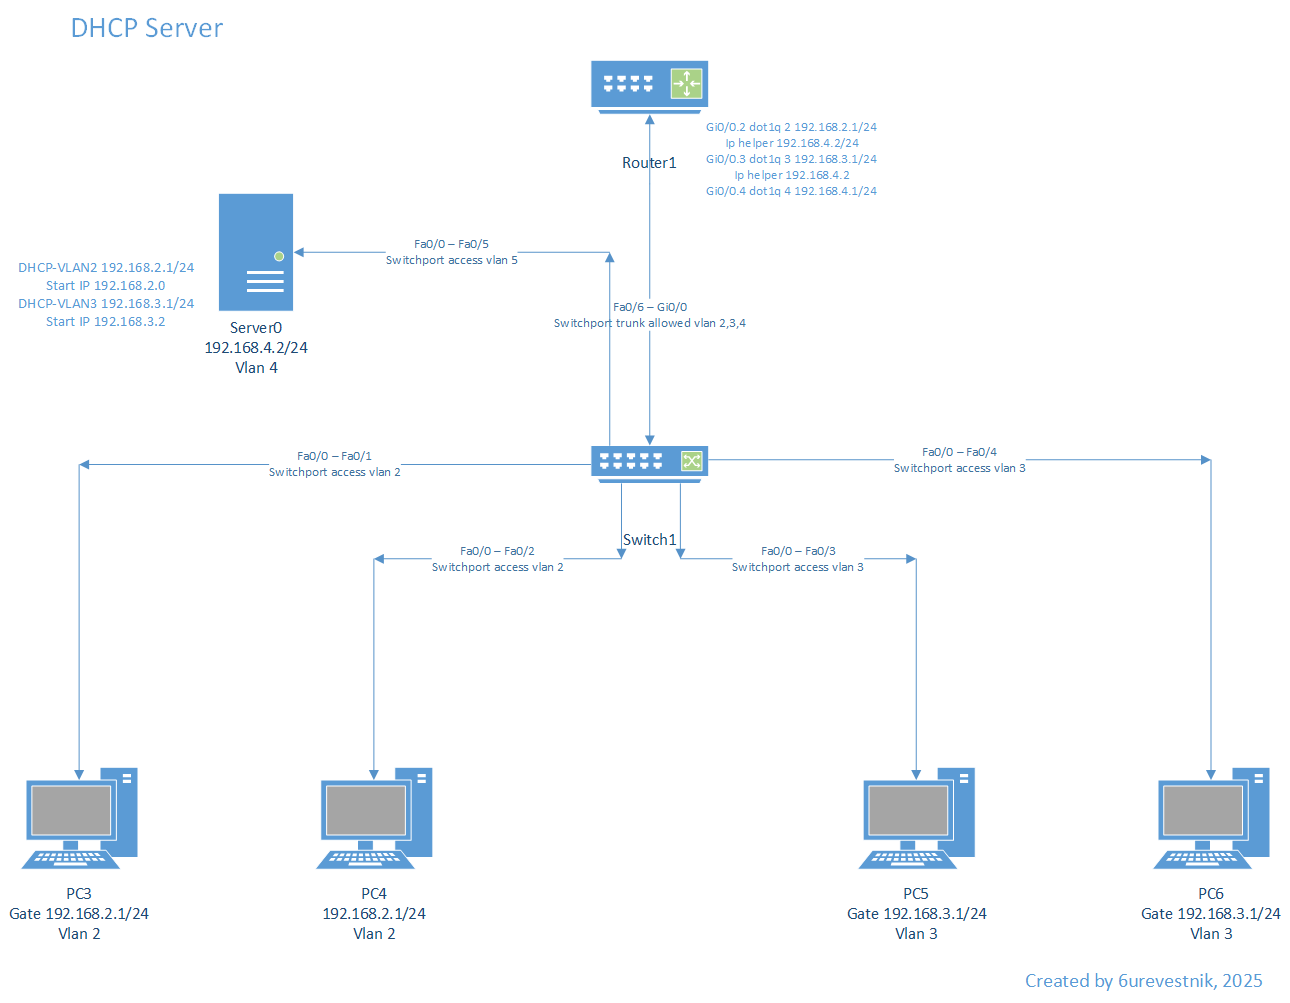 DHCP Server
Gi0/0.2 dot1q 2 192.168.2.1/24
Ip helper 192.168.4.2/24
Gi0/0.3 dot1q 3 192.168.3.1/24
Ip helper 192.168.4.2
Gi0/0.4 dot1q 4 192.168.4.1/24
Router1
Fa0/0 – Fa0/5
Switchport access vlan 5
DHCP-VLAN2 192.168.2.1/24
Start IP 192.168.2.0
DHCP-VLAN3 192.168.3.1/24
Start IP 192.168.3.2
Server0
192.168.4.2/24
Vlan 4
Fa0/6 – Gi0/0
Switchport trunk allowed vlan 2,3,4
Fa0/0 – Fa0/1
Switchport access vlan 2
Fa0/0 – Fa0/4
Switchport access vlan 3
Switch1
Fa0/0 – Fa0/2
Switchport access vlan 2
Fa0/0 – Fa0/3
Switchport access vlan 3
PC3
Gate 192.168.2.1/24
Vlan 2
PC4
192.168.2.1/24
Vlan 2
PC5
Gate 192.168.3.1/24
Vlan 3
PC6
Gate 192.168.3.1/24
Vlan 3
Created by 6urevestnik, 2025